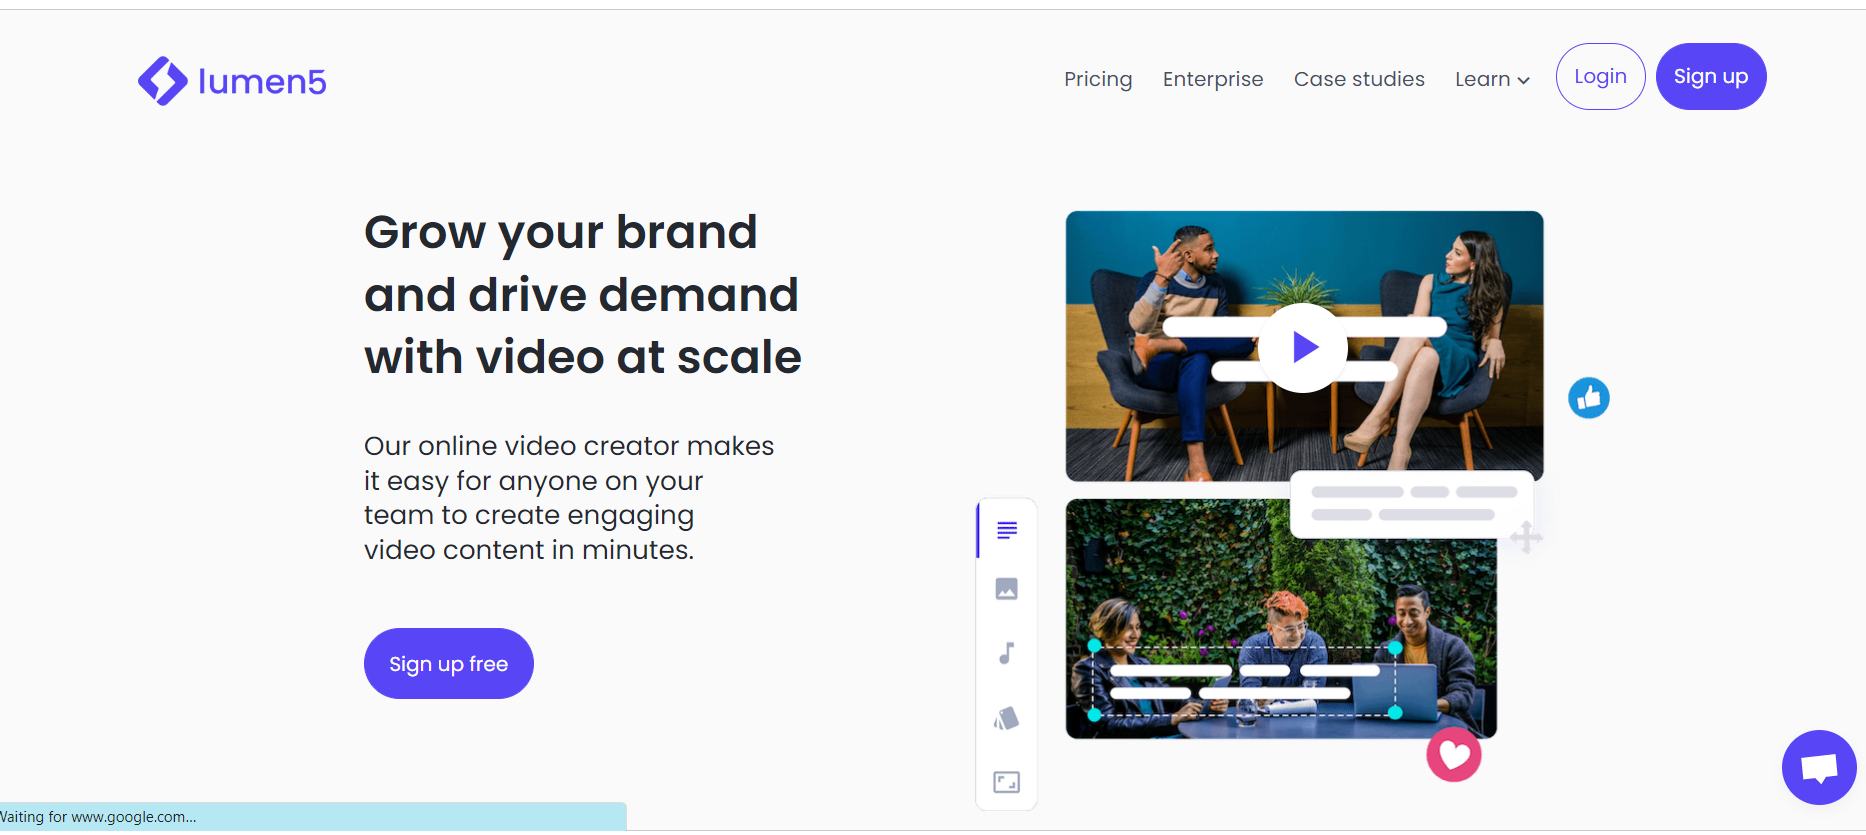 lumen5
Pricing Enterprise Case studies Learn Login Sign up
Grow your brand
and drive demand
with video at scale
Our online video creator makes
it easy for anyone on your
team to create engaging
video content in minutes.
Sign up free
Waiting for www.google.com...